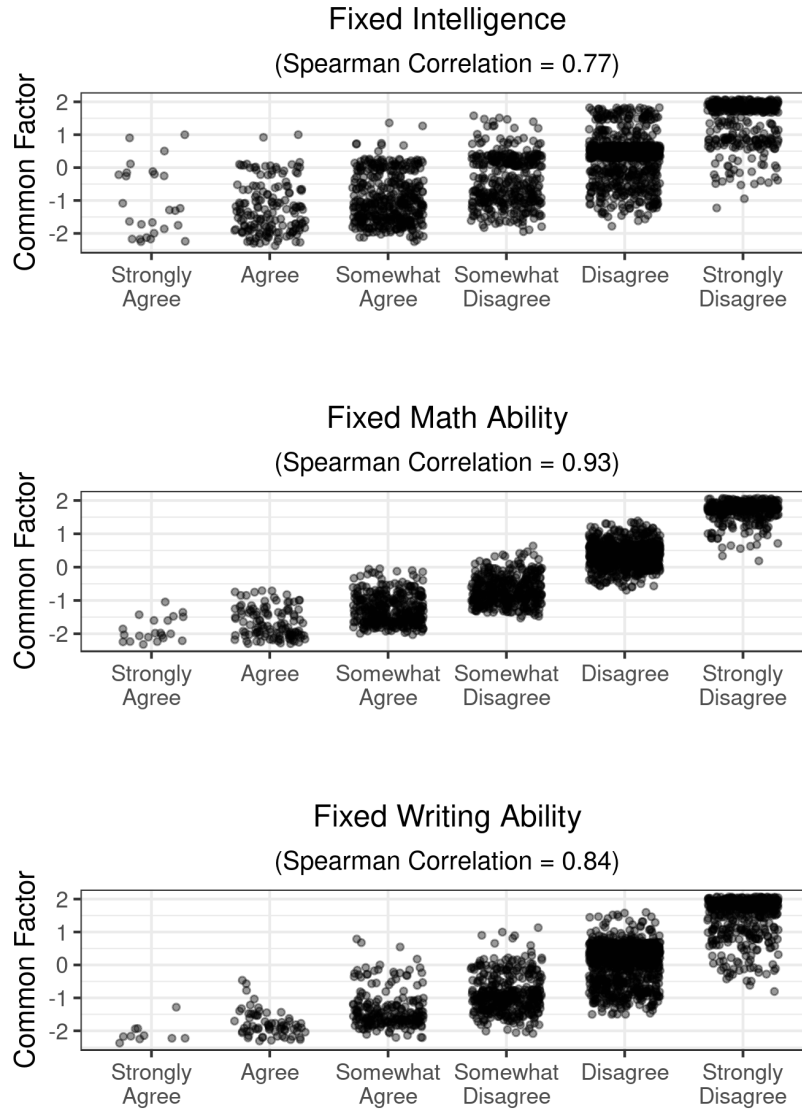 Fixed Intelligence
(Spearman Correlation = 0.77)
Common Factor
2
1
0
-1
-2
Strongly Agree Somewhat Somewhat Disagree Strongly
Agree Agree Disagree Disagree
Fixed Math Ability
(Spearman Correlation = 0.93)
Common Factor
2
1
0
-1
-2
Strongly Agree Somewhat Somewhat Disagree Strongly
Agree Agree Disagree Disagree
Fixed Writing Ability
(Spearman Correlation = 0.84)
Common Factor
2
1
0
-1
-2
Strongly Agree Somewhat Somewhat Disagree Strongly
Agree Agree Disagree Disagree